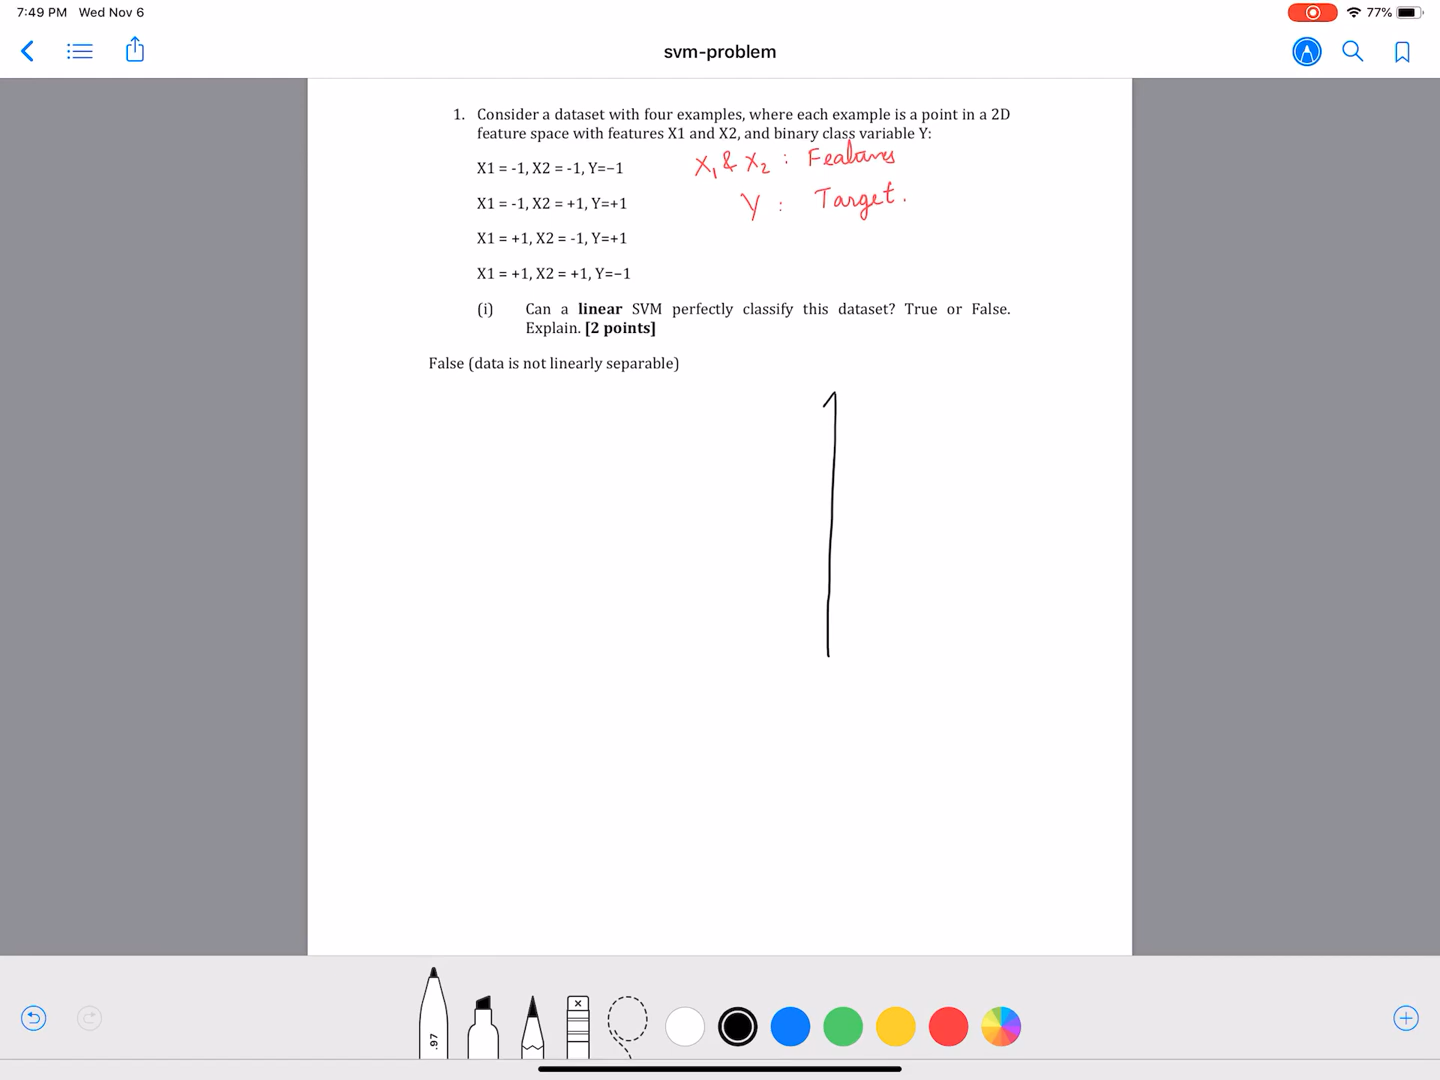 7:49 PM Wed Nov 6
77%
svm-problem
1. Consider a dataset with four examples, where each example is a point in a 2D
feature space with features X1 and X2, and binary class variable Y:
X1 = -1, X2 = -1, Y=−1
X1 = -1, X2 = +1, Y=+1
X1 = +1, X2 = -1, Y=+1
X1 = +1, X2 = +1, Y=−1
X₁ & X₂ : Features
Y : Target.
(i) Can a linear SVM perfectly classify this dataset? True or False.
Explain. [2 points]
False (data is not linearly separable)
.97